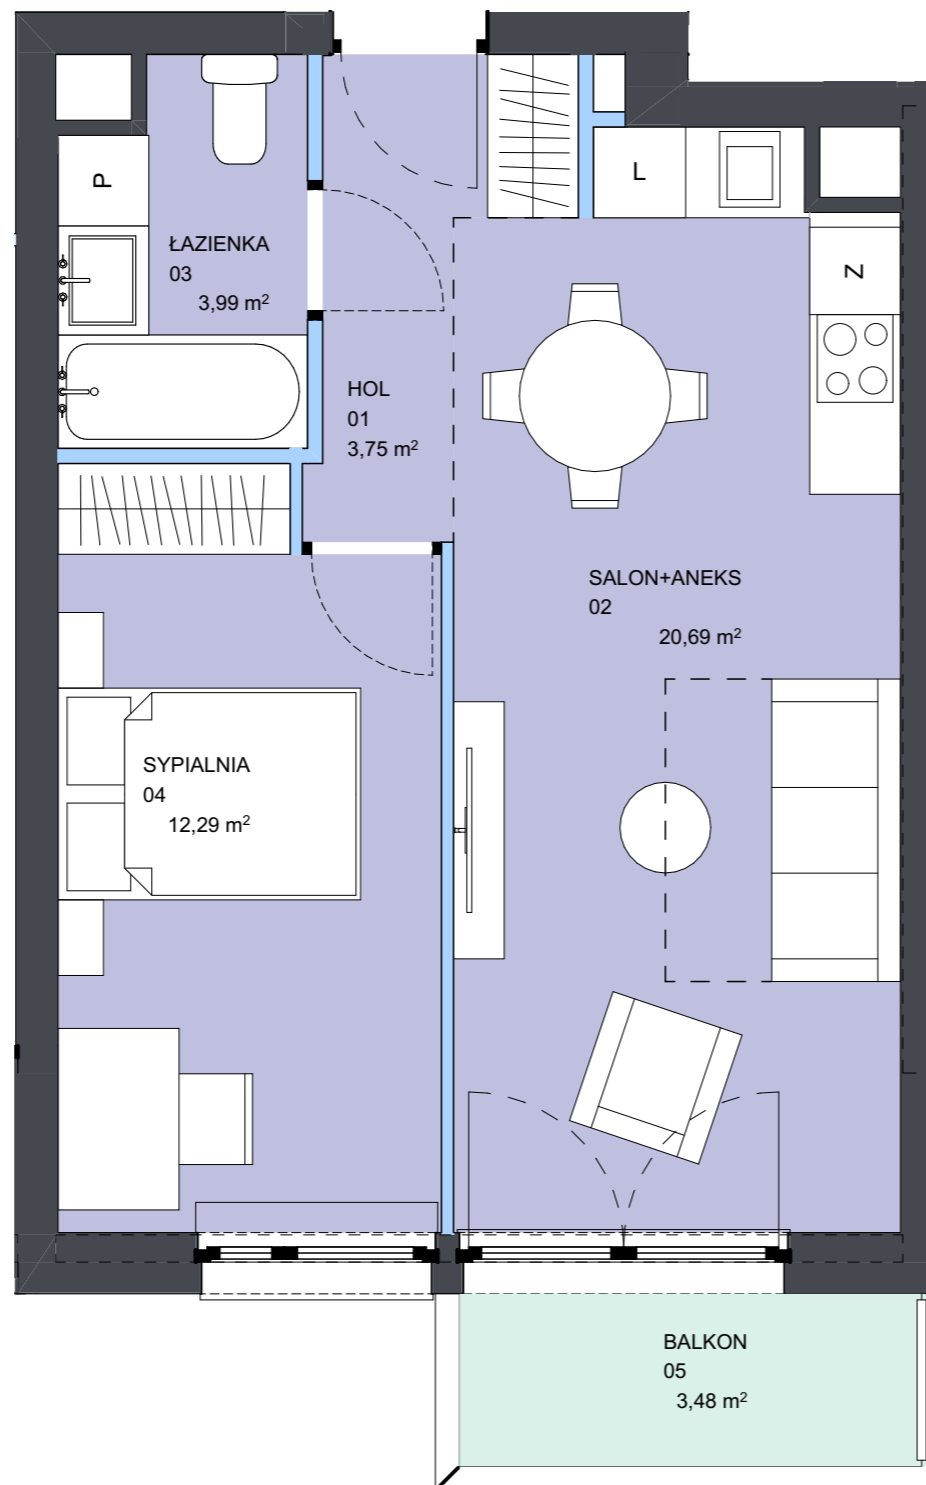 P
L
ŁAZIENKA
03
3,99 m²
Z
HOL
01
3,75 m²
SALON+ANEKS
02
20,69 m²
SYPIALNIA
04
12,29 m²
BALKON
05
3,48 m²